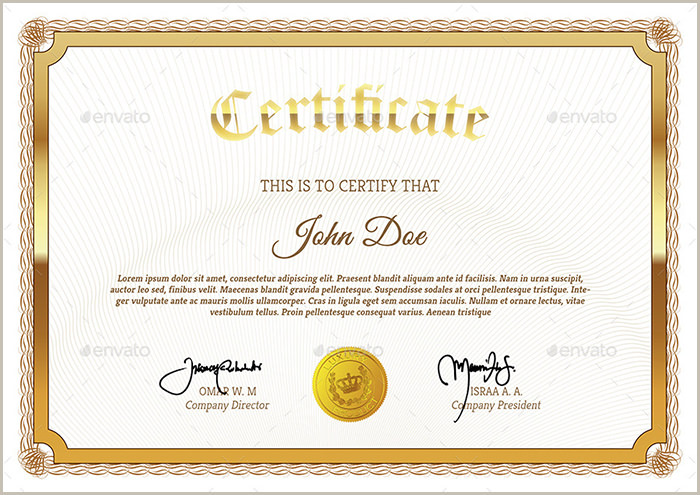 Certificate
THIS IS TO CERTIFY THAT
John Doe
Lorem ipsum dolor sit amet, consectetur adipiscing elit. Praesent blandit aliquam ante id facilisis. Nam in urna suscipit,
auctor leo sed, finibus velit. Maecenas blandit gravida pellentesque. Suspendisse sodales at orci pellentesque tristique. Inte-
ger vulputate ante ac mauris mollis ullamcorper. Cras in ligula eget sem accumsan iaculis. Nullam et ornare lectus, vitae
vestibulum tellus. Proin pellentesque consequat varius. Aenean tristique
OMAR W. M
Company Director
ISRAA A. A.
Company President
envato
envato
envato
envato
envato
envato